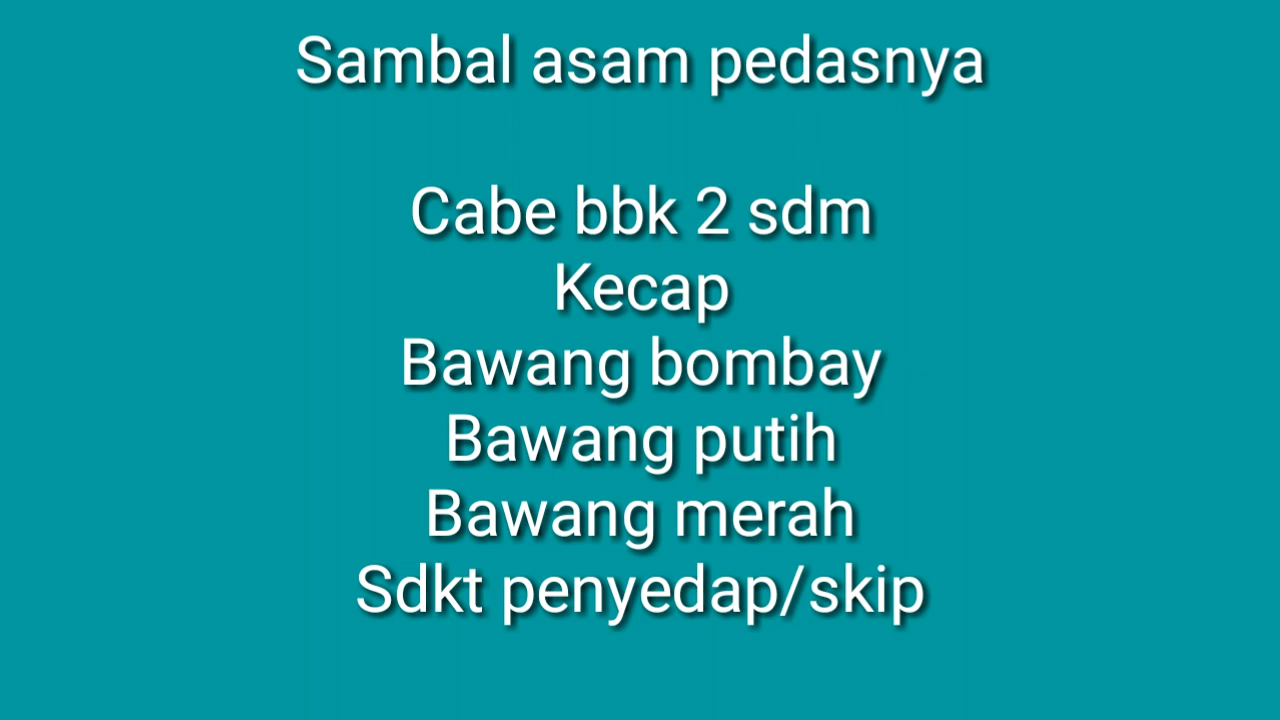 Sambal asam pedasnya
Cabe bbk 2 sdm
Kecap
Bawang bombay
Bawang putih
Bawang merah
Sdkt penyedap/skip